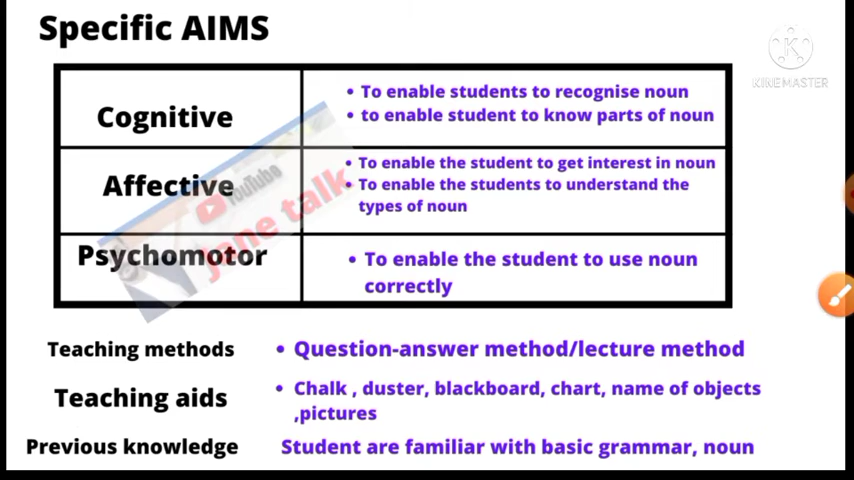 Specific AIMS
KINEMASTER
Cognitive
• To enable students to recognise noun
• to enable student to know parts of noun
Affective
• To enable the student to get interest in noun
• To enable the students to understand the
types of noun
YouTube
Jane talk
Psychomotor
• To enable the student to use noun
correctly
Teaching methods • Question-answer method/lecture method
Teaching aids • Chalk , duster, blackboard, chart, name of objects
,pictures
Previous knowledge Student are familiar with basic grammar, noun